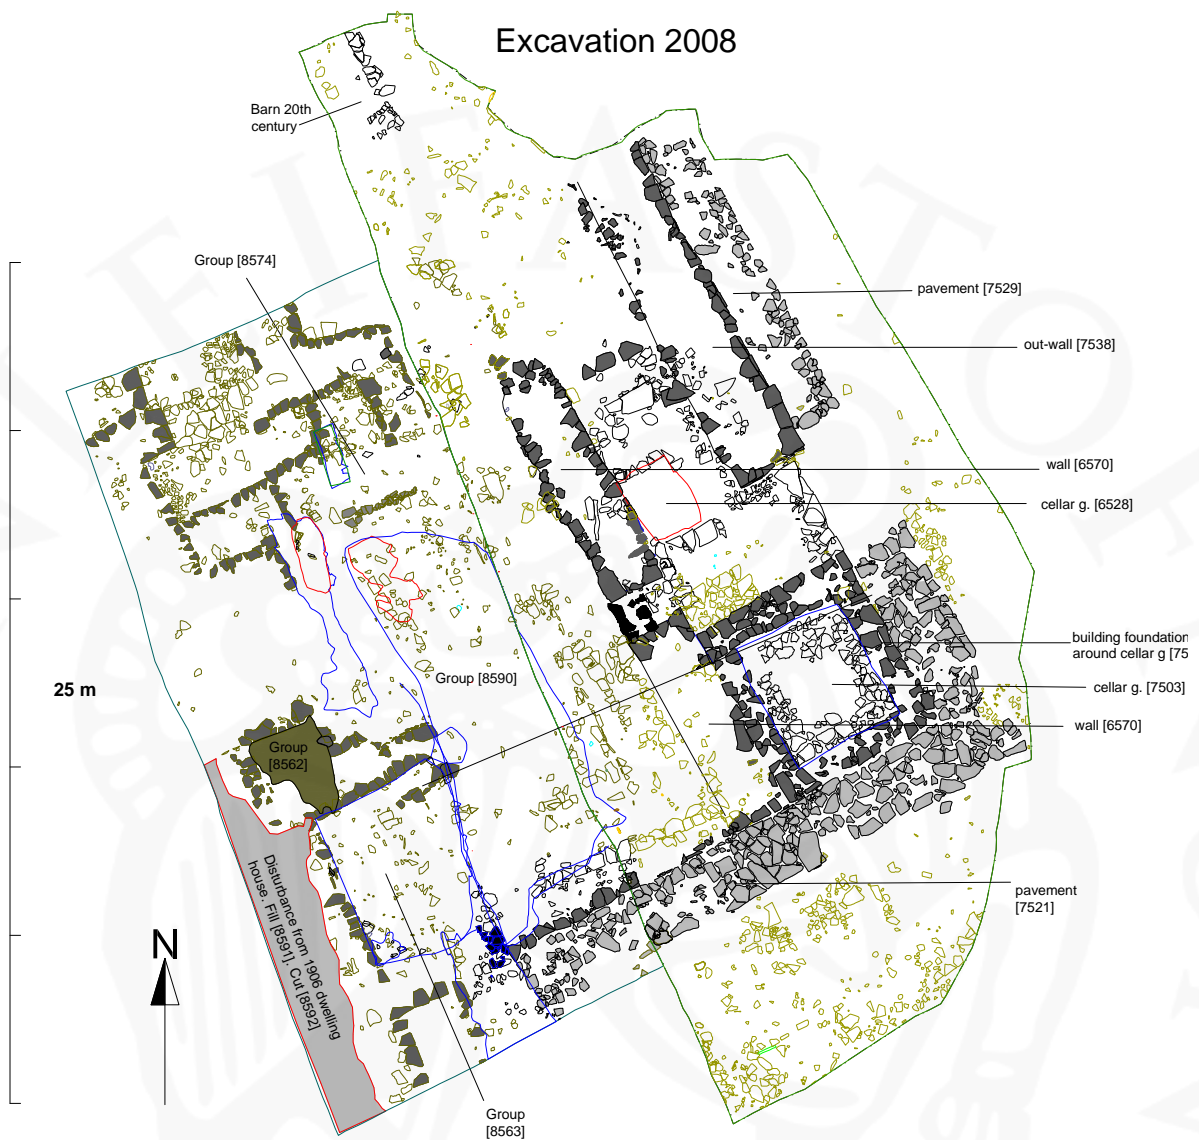 Excavation 2008
Barn 20th
century
Group [8574]
pavement [7529]
out-wall [7538]
wall [6570]
cellar g. [6528]
building foundation
around cellar g [75
25 m
Group [8590]
cellar g. [7503]
wall [6570]
Group
[8562]
Disturbance from 1906 dwelling
house. Fill [8591]. Cut [8592]
pavement
[7521]
N
Group
[8563]